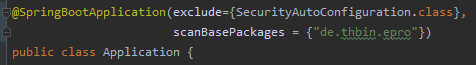 @SpringBootApplication(exclude={SecurityAutoConfiguration.class},
scanBasePackages = {"de.thbin.epro"})
public class Application {